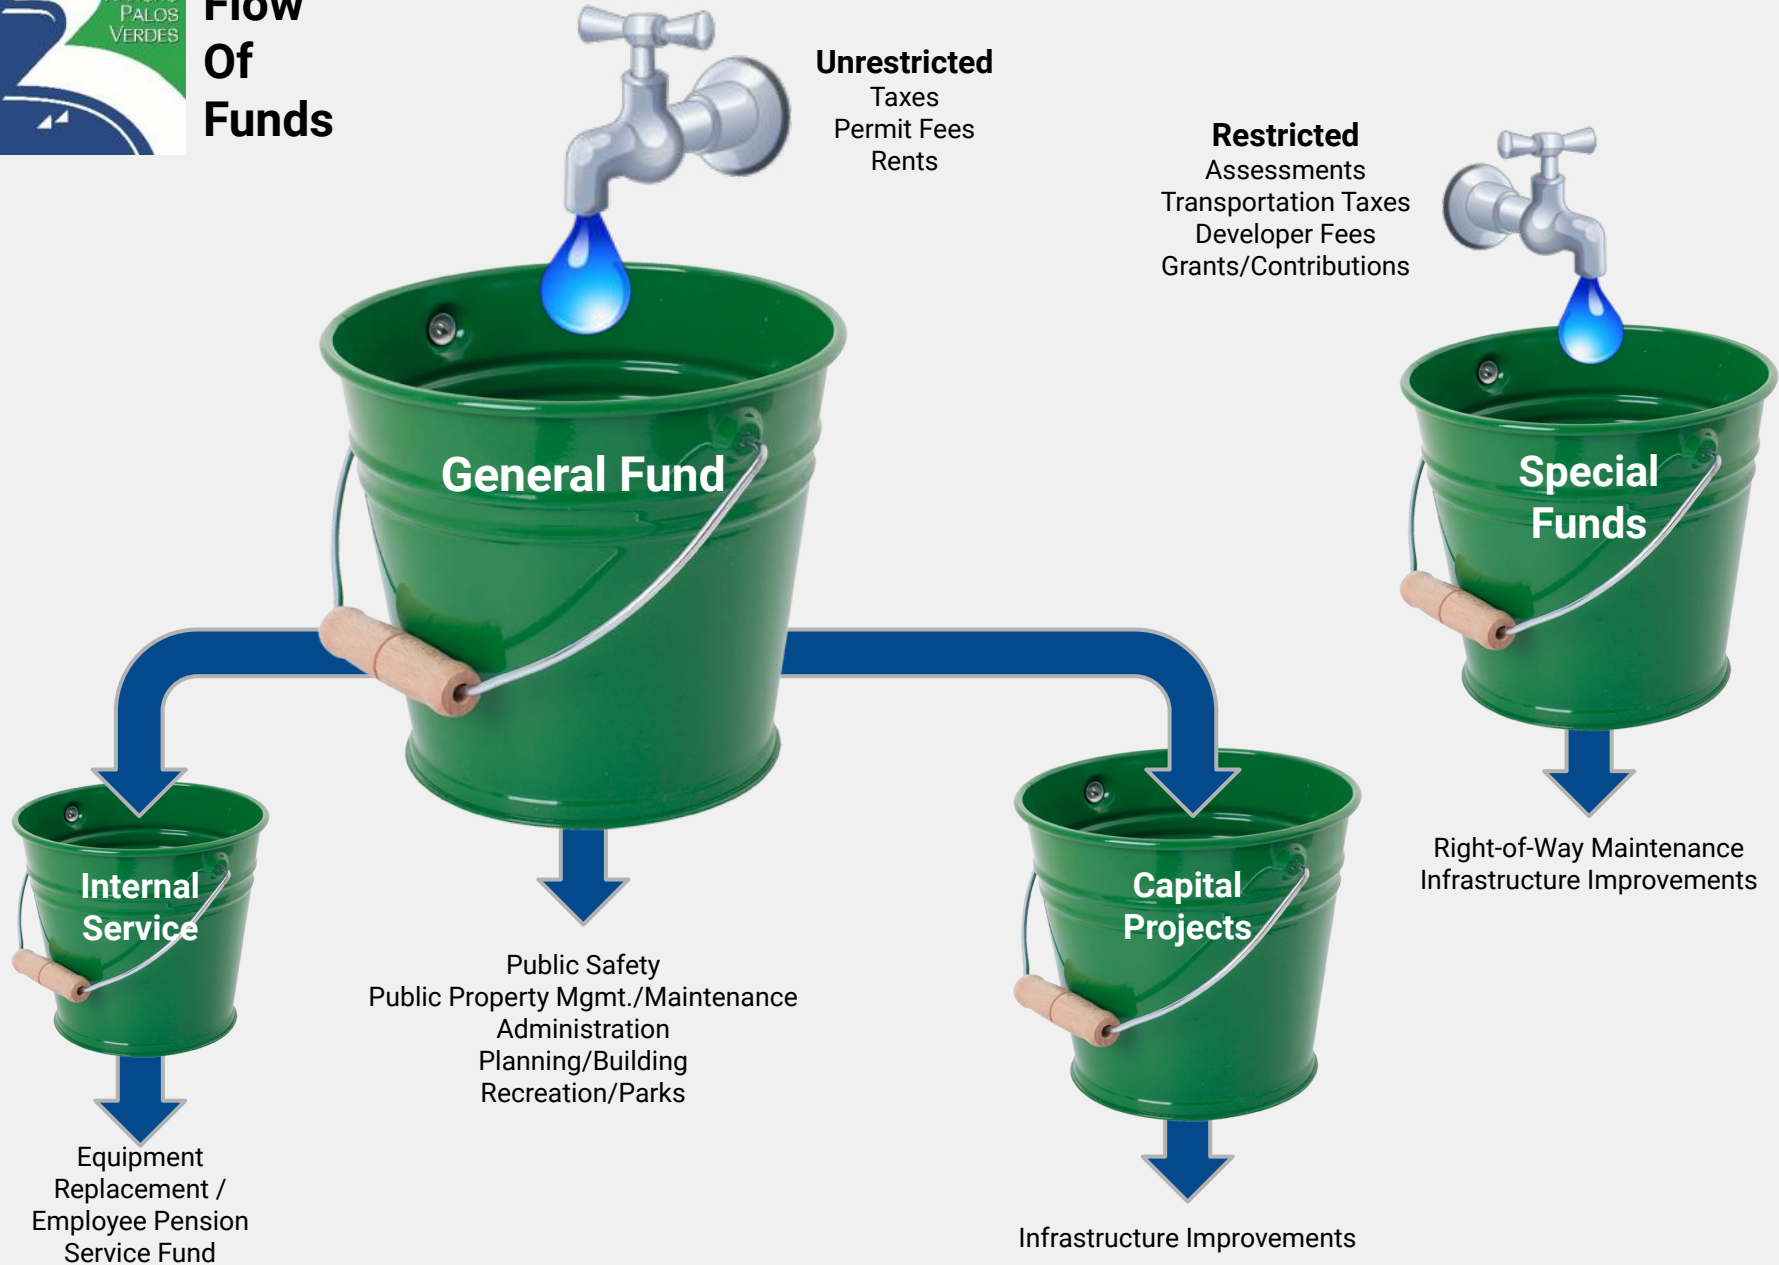 PALOS
VERDES
Flow
Of
Funds
Unrestricted
Taxes
Permit Fees
Rents
Restricted
Assessments
Transportation Taxes
Developer Fees
Grants/Contributions
General Fund
Special
Funds
Internal
Service
Capital
Projects
Right-of-Way Maintenance
Infrastructure Improvements
Public Safety
Public Property Mgmt./Maintenance
Administration
Planning/Building
Recreation/Parks
Equipment
Replacement /
Employee Pension
Service Fund
Infrastructure Improvements